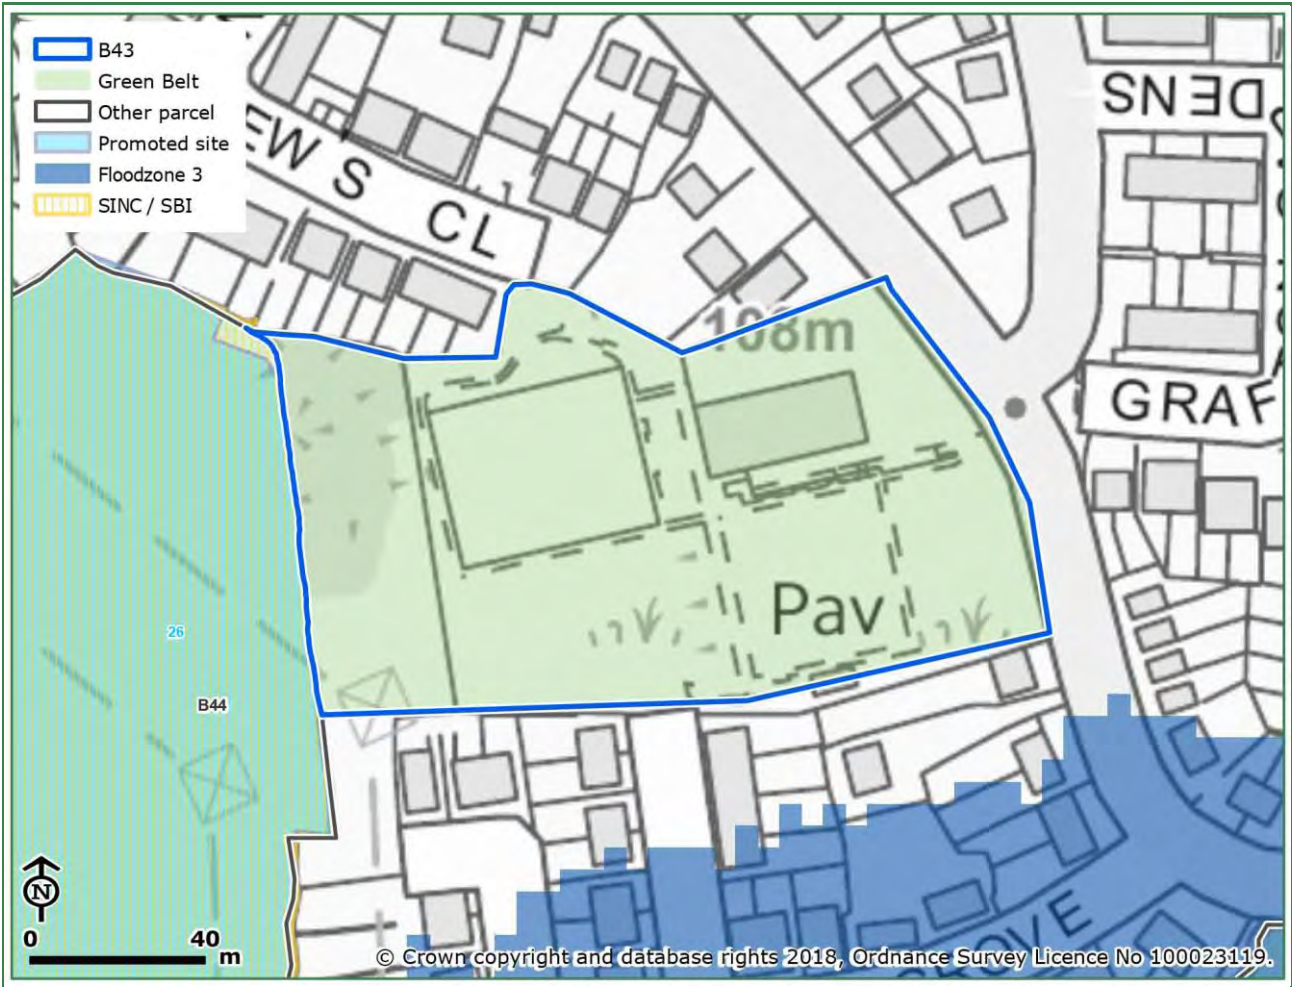 B43
Green Belt
Other parcel
Promoted site
Floodzone 3
SINC / SBI
EWS CL
DENS
108m
GRAF
Pav
26
B44
N
0 40 m
OVE
© Crown copyright and database rights 2018, Ordnance Survey Licence No 100023119.